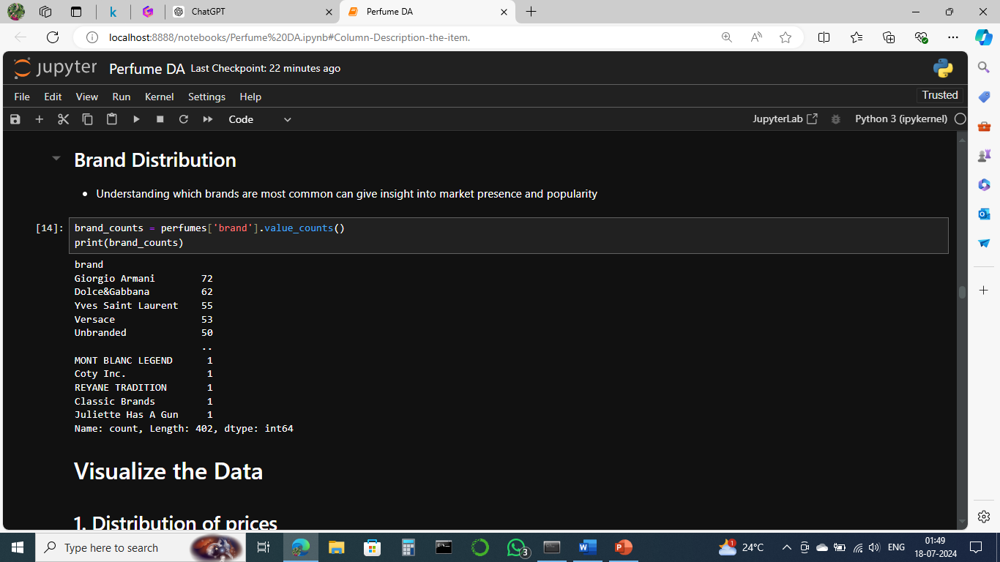 ChatGPT
Perfume DA
localhost:8888/notebooks/Perfume%20DA.ipynb#Column-Description-the-item.
jupyter Perfume DA Last Checkpoint: 22 minutes ago
File Edit View Run Kernel Settings Help
Trusted
Code
JupyterLab
Python 3 (ipykernel)
Brand Distribution
• Understanding which brands are most common can give insight into market presence and popularity
[14]: brand_counts = perfumes['brand'].value_counts()
print(brand_counts)
brand
Giorgio Armani 72
Dolce&Gabbana 62
Yves Saint Laurent 55
Versace 53
Unbranded 50
..
MONT BLANC LEGEND 1
Coty Inc. 1
REYANE TRADITION 1
Classic Brands 1
Juliette Has A Gun 1
Name: count, Length: 402, dtype: int64
Visualize the Data
1. Distribution of prices
Type here to search
3
1
24°C
ENG
01:49
18-07-2024